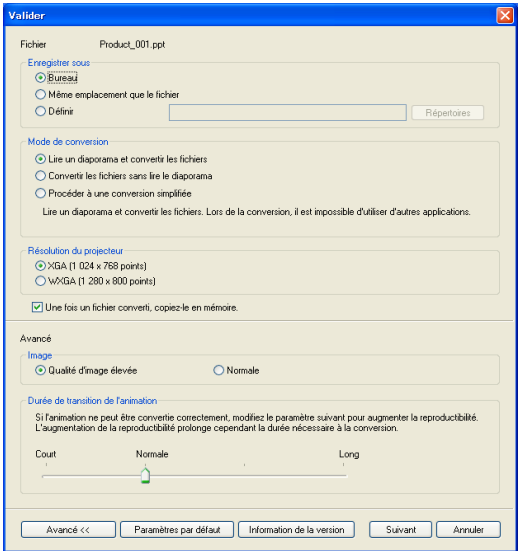 Valider
Fichier Product_001.ppt
Enregistrer sous
Bureau
Même emplacement que le fichier
Définir Répertoires
Mode de conversion
Lire un diaporama et convertir les fichiers
Convertir les fichiers sans lire le diaporama
Procéder à une conversion simplifiée
Lire un diaporama et convertir les fichiers. Lors de la conversion, il est impossible d'utiliser d'autres applications.
Résolution du projecteur
XGA (1 024 x 768 points)
WXGA (1 280 x 800 points)
Une fois un fichier converti, copiez-le en mémoire.
Avancé
Image
Qualité d'image élevée Normale
Durée de transition de l'animation
Si l'animation ne peut être convertie correctement, modifiez le paramètre suivant pour augmenter la reproductibilité.
L'augmentation de la reproductibilité prolonge cependant la durée nécessaire à la conversion.
Court Normale Long
Avancé << Paramètres par défaut Information de la version Suivant Annuler